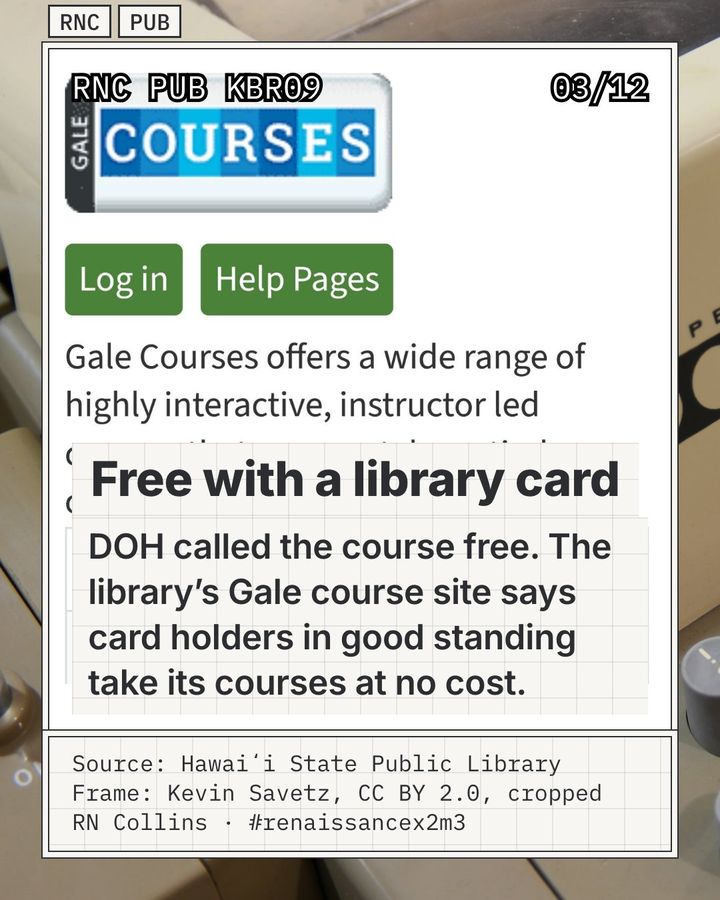 RNC PUB
RNC PUB KBR09 03/12
GALE COURSES
Log in Help Pages
Gale Courses offers a wide range of
highly interactive, instructor led
Free with a library card
DOH called the course free. The
library’s Gale course site says
card holders in good standing
take its courses at no cost.
Source: Hawaiʻi State Public Library
Frame: Kevin Savetz, CC BY 2.0, cropped
RN Collins · #renaissancex2m3